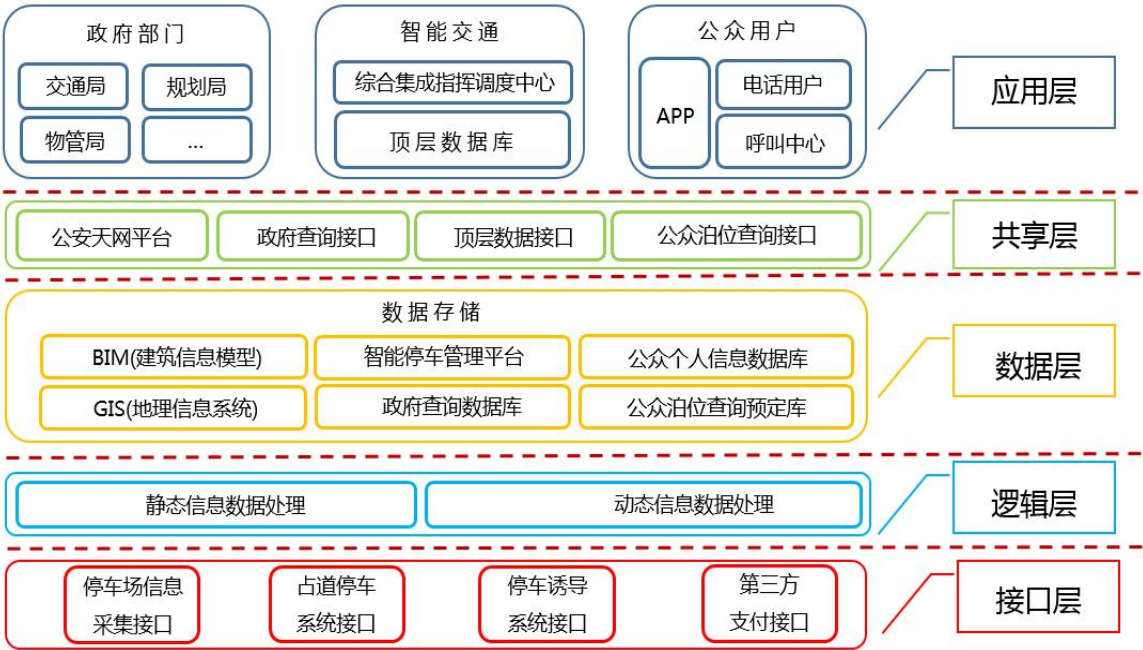 政府部门
交通局
规划局
物管局
...
智能交通
综合集成指挥调度中心
顶层数据库
公众用户
APP
电话用户
呼叫中心
应用层
公安天网平台
政府查询接口
顶层数据接口
公众泊位查询接口
共享层
数据存储
BIM(建筑信息模型)
智能停车管理平台
公众个人信息数据库
GIS(地理信息系统)
政府查询数据库
公众泊位查询预定库
数据层
静态信息数据处理
动态信息数据处理
逻辑层
停车场信息
采集接口
占道停车
系统接口
停车诱导
系统接口
第三方
支付接口
接口层